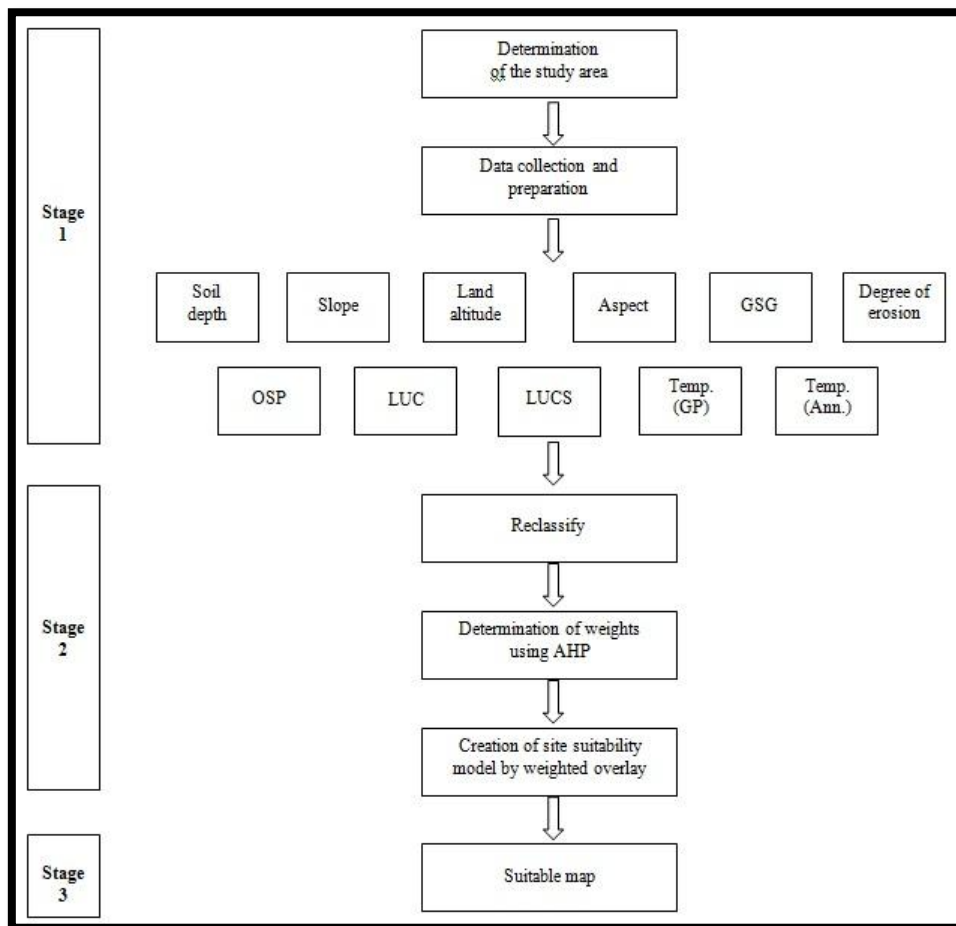 Determination
of the study area
Data collection and
preparation
Stage
1
Soil
depth
Slope
Land
altitude
Aspect
GSG
Degree of
erosion
OSP
LUC
LUCS
Temp.
(GP)
Temp.
(Ann.)
Reclassify
Stage
2
Determination of weights
using AHP
Creation of site suitability
model by weighted overlay
Stage
3
Suitable map